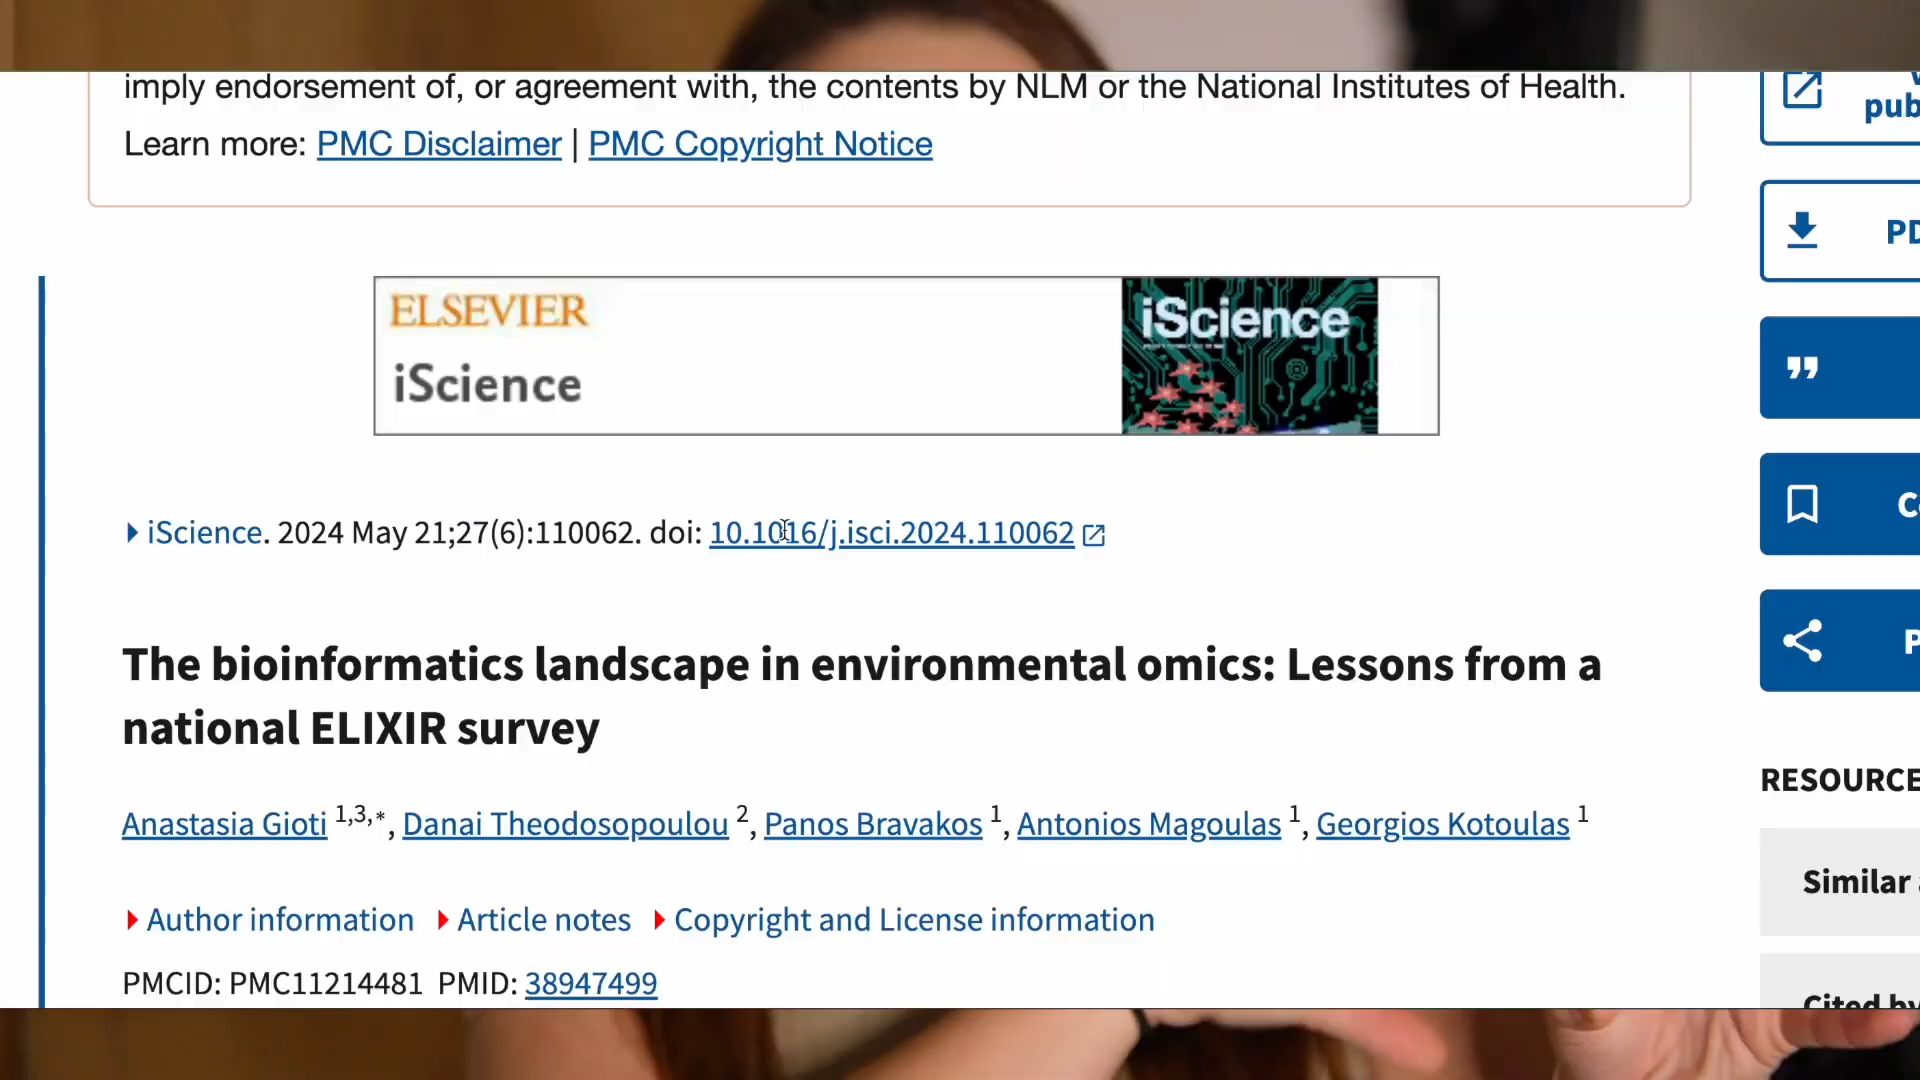 imply endorsement of, or agreement with, the contents by NLM or the National Institutes of Health.
Learn more: PMC Disclaimer | PMC Copyright Notice
pub
PD
ELSEVIER
iScience
iScience
iScience. 2024 May 21;27(6):110062. doi: 10.1016/j.isci.2024.110062
The bioinformatics landscape in environmental omics: Lessons from a
national ELIXIR survey
Anastasia Gioti 1,3,*, Danai Theodosopoulou 2, Panos Bravakos 1, Antonios Magoulas 1, Georgios Kotoulas 1
Author information Article notes Copyright and License information
PMCID: PMC11214481 PMID: 38947499
C
P
RESOURCE
Similar a
Cited by